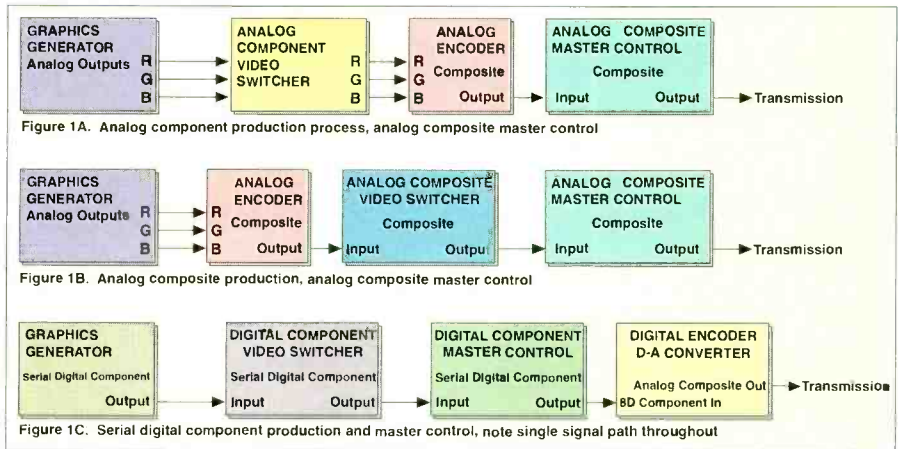 GRAPHICS
GENERATOR
Analog Outputs R
G
B
ANALOG
COMPONENT
VIDEO R
SWITCHER G
B
ANALOG
ENCODER
R
Composite
G
B Output
ANALOG COMPOSITE
MASTER CONTROL
Composite
Input Output
Transmission
Figure 1A. Analog component production process, analog composite master control
GRAPHICS
GENERATOR
Analog Outputs R
G
B
ANALOG
ENCODER
R
Composite
G
B Output
ANALOG COMPOSITE
VIDEO SWITCHER
Composite
Input Output
ANALOG COMPOSITE
MASTER CONTROL
Composite
Input Output
Transmission
Figure 1B. Analog composite production, analog composite master control
GRAPHICS
GENERATOR
Serial Digital Component
Output
DIGITAL COMPONENT
VIDEO SWITCHER
Serial Digital Component
Input Output
DIGITAL COMPONENT
MASTER CONTROL
Serial Digital Component
Input Output
DIGITAL ENCODER
D-A CONVERTER
Analog Composite Out
SD Component In
Transmission
Figure 1C. Serial digital component production and master control, note single signal path throughout